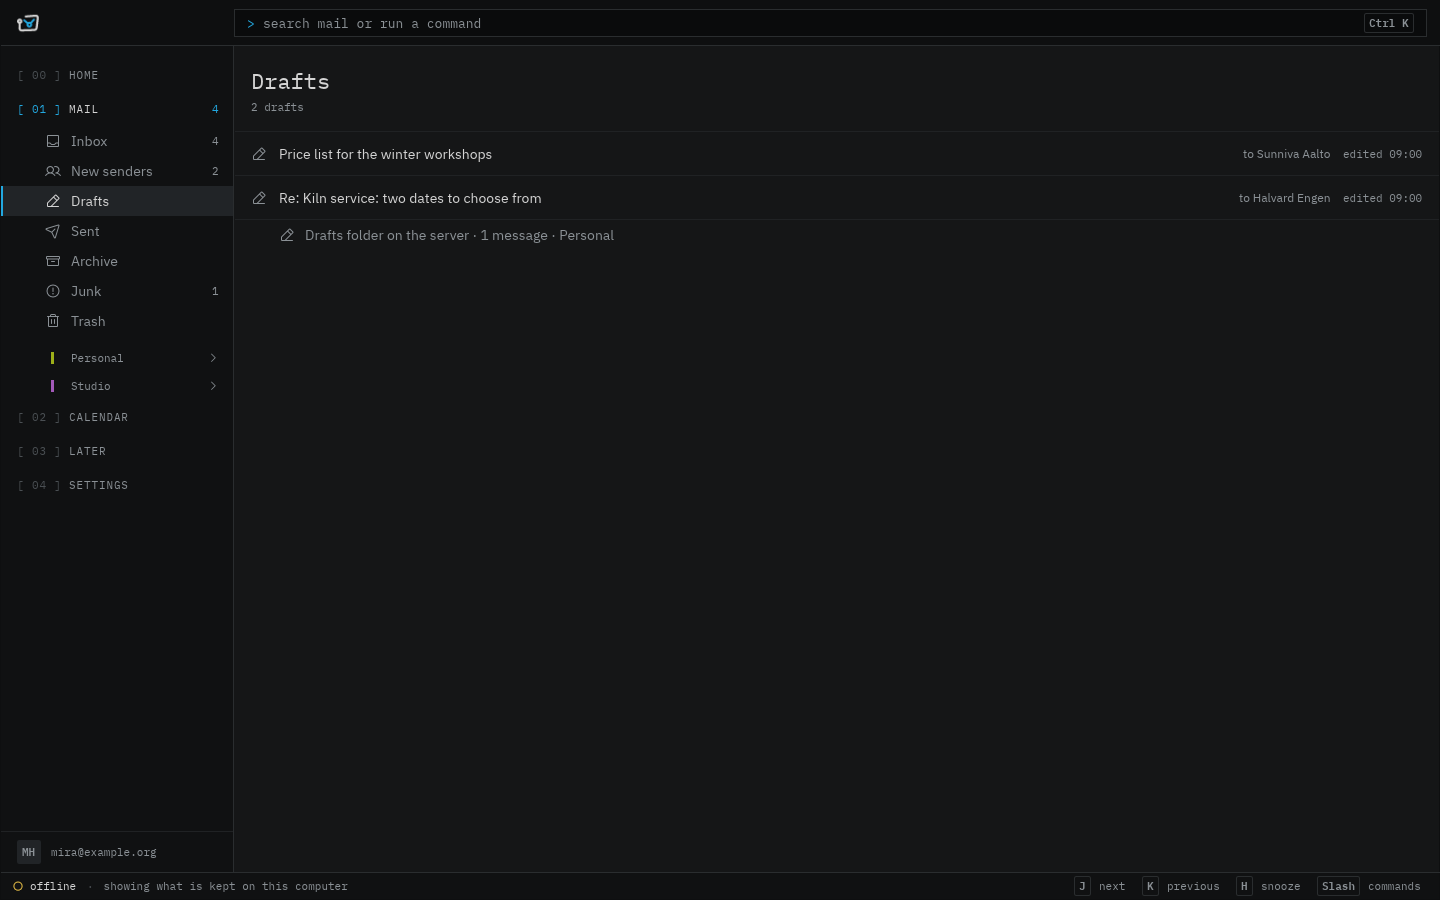 > search mail or run a command Ctrl K
[ 00 ] HOME
[ 01 ] MAIL 4
Inbox 4
New senders 2
Drafts
Sent
Archive
Junk 1
Trash
Personal
Studio
[ 02 ] CALENDAR
[ 03 ] LATER
[ 04 ] SETTINGS
MH mira@example.org
Drafts
2 drafts
Price list for the winter workshops to Sunniva Aalto edited 09:00
Re: Kiln service: two dates to choose from to Halvard Engen edited 09:00
Drafts folder on the server · 1 message · Personal
offline · showing what is kept on this computer J next K previous H snooze Slash commands